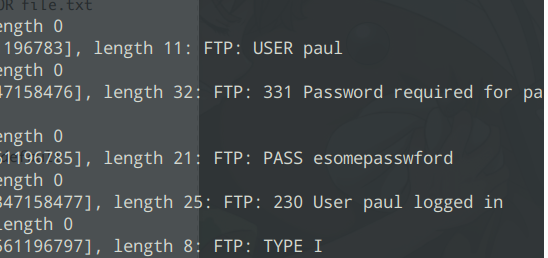 OR file.txt
ength 0
1196783], length 11: FTP: USER paul
ength 0
47158476], length 32: FTP: 331 Password required for pa
ength 0
61196785], length 21: FTP: PASS esomepasswford
ength 0
347158477], length 25: FTP: 230 User paul logged in
length 0
561196797], length 8: FTP: TYPE I